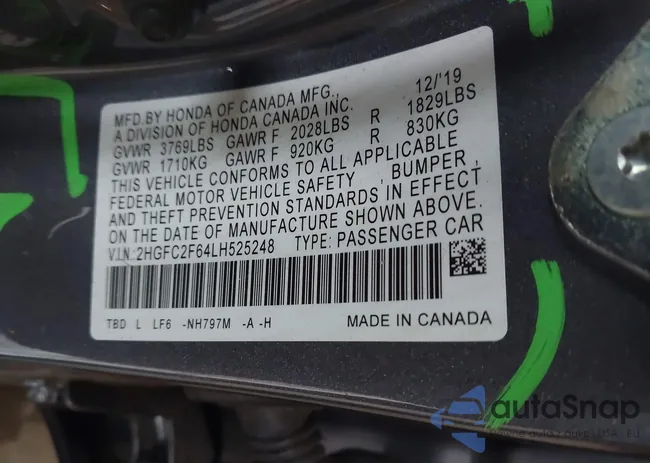 MFD.BY HONDA OF CANADA MFG., 12/'19
A DIVISION OF HONDA CANADA INC.
GVWR 3769LBS GAWR F 2028LBS R 1829LBS
GVWR 1710KG GAWR F 920KG R 830KG
THIS VEHICLE CONFORMS TO ALL APPLICABLE
FEDERAL MOTOR VEHICLE SAFETY , BUMPER ,
AND THEFT PREVENTION STANDARDS IN EFFECT
ON THE DATE OF MANUFACTURE SHOWN ABOVE.
V.I.N:2HGFC2F64LH525248 TYPE: PASSENGER CAR
TBD L LF6 -NH797M -A -H MADE IN CANADA
autoSnap